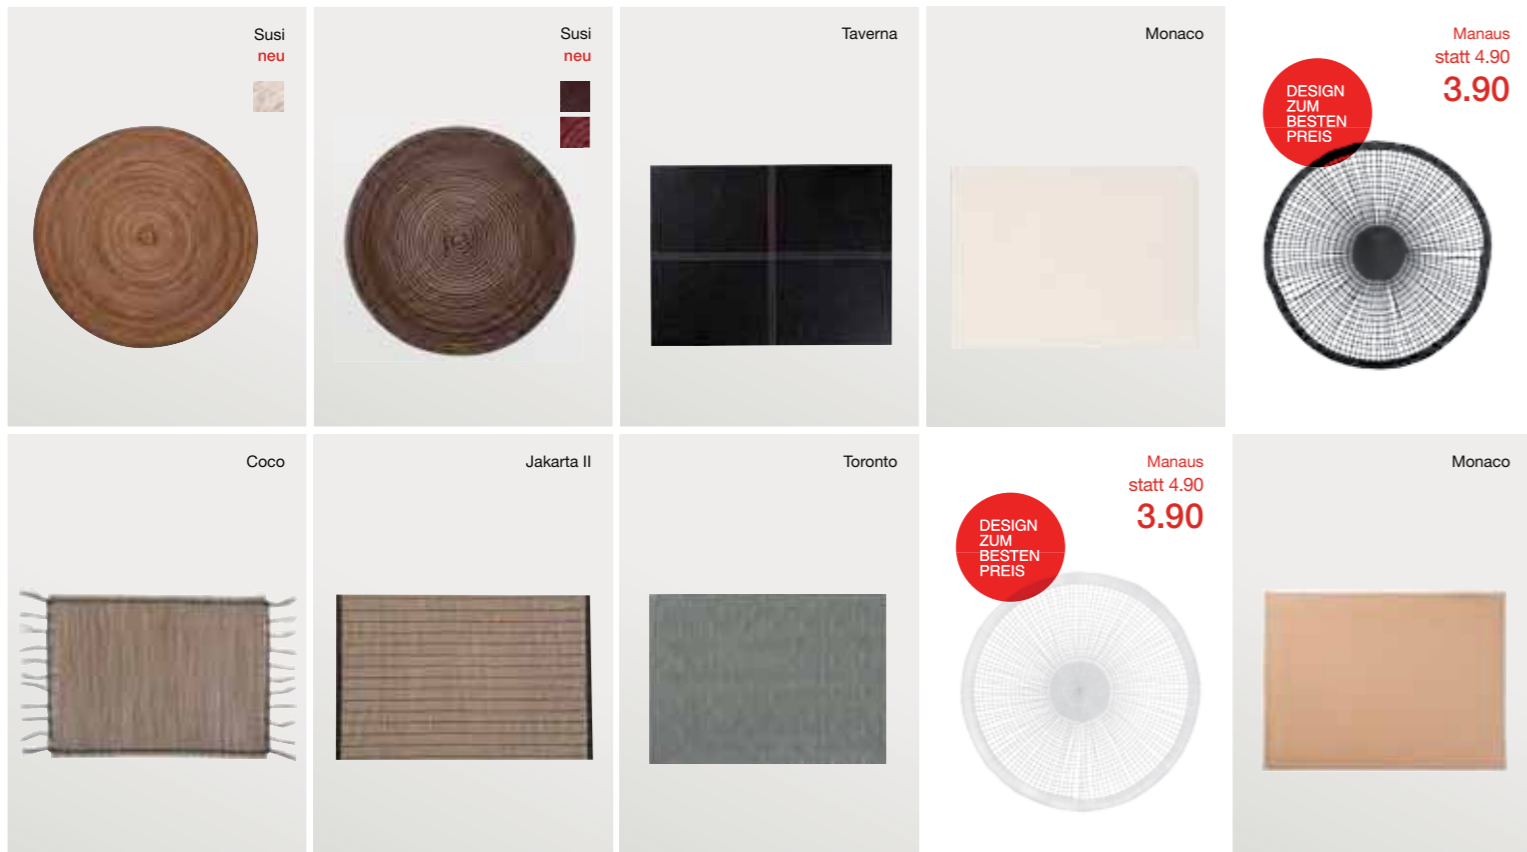 Susi
neu
Susi
neu
Taverna
Monaco
Manaus
statt 4.90
3.90
DESIGN
ZUM
BESTEN
PREIS
Coco
Jakarta II
Toronto
Manaus
statt 4.90
3.90
DESIGN
ZUM
BESTEN
PREIS
Monaco